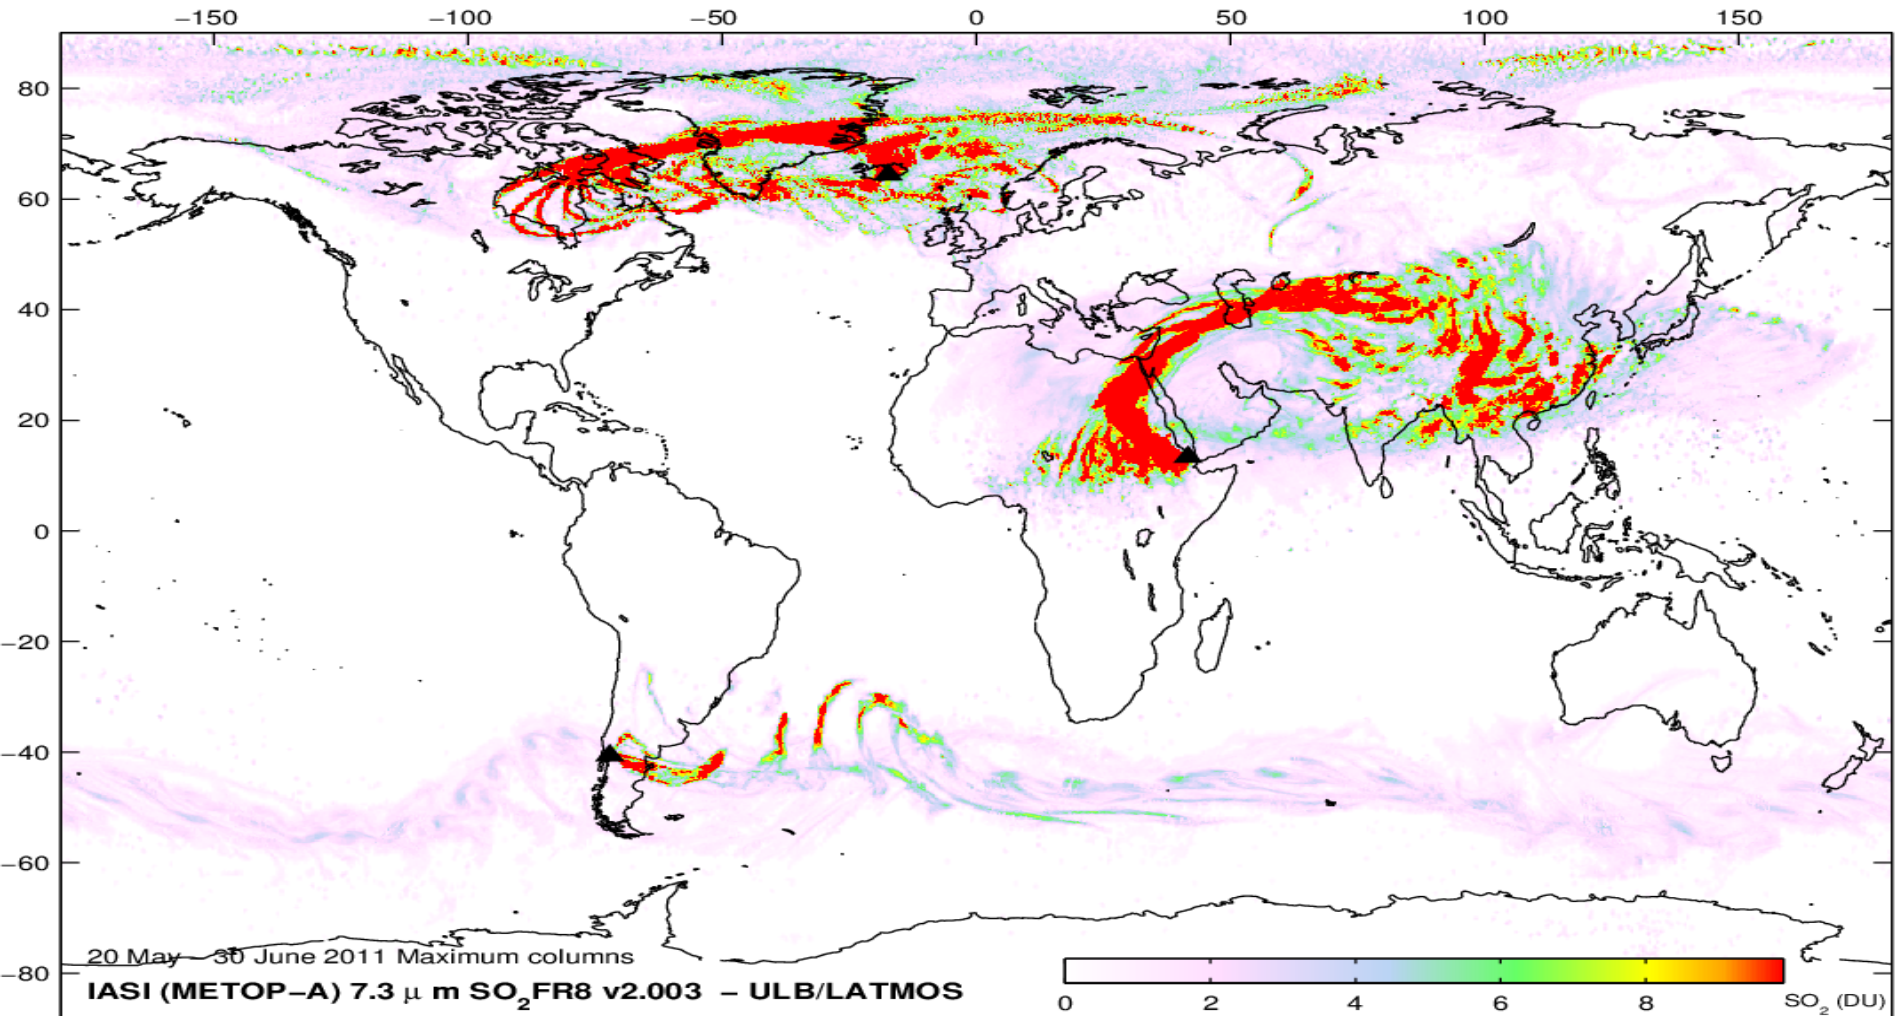 −150 −100 −50 0 50 100 150
80
60
40
20
0
−20
−40
−60
−80
20 May − 30 June 2011 Maximum columns
IASI (METOP−A) 7.3 μ m SO₂FR8 v2.003 − ULB/LATMOS
0 2 4 6 8 SO₂ (DU)